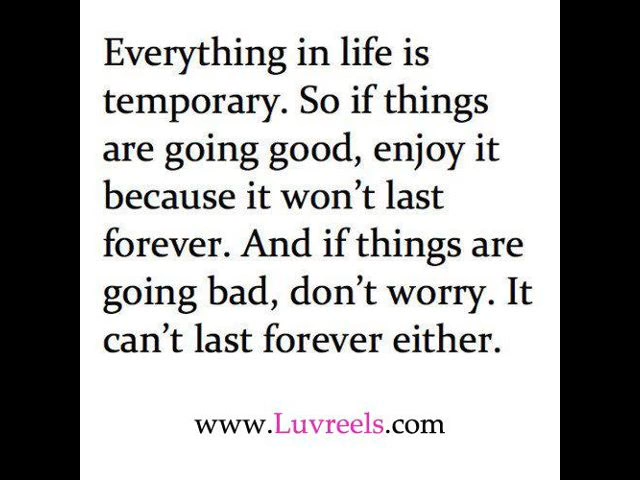 Everything in life is
temporary. So if things
are going good, enjoy it
because it won’t last
forever. And if things are
going bad, don’t worry. It
can’t last forever either.
www.Luvreels.com